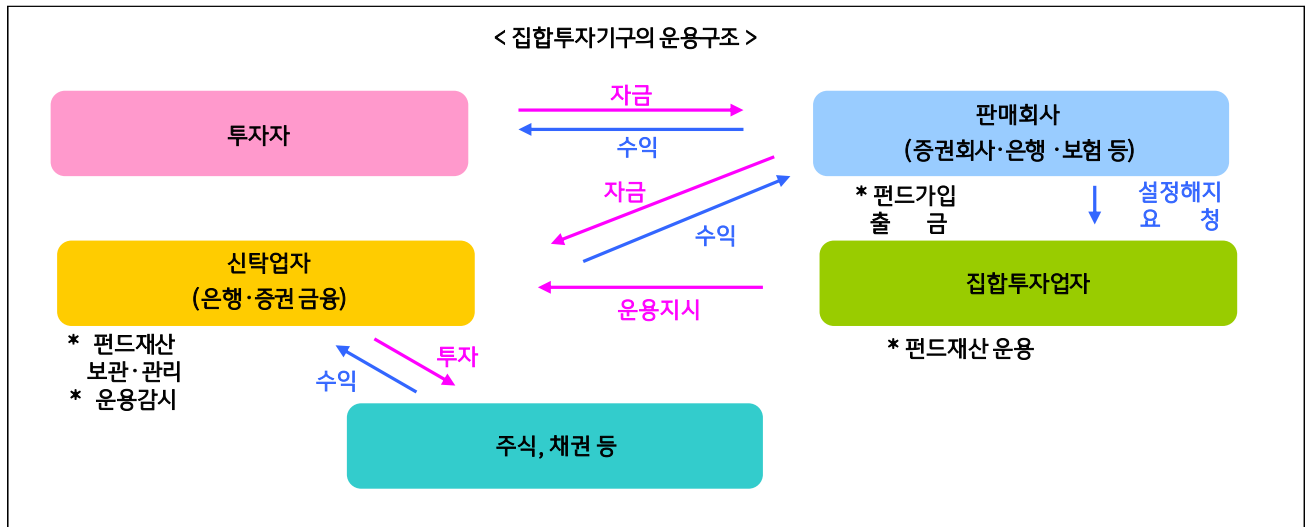 < 집합투자기구의 운용구조 >
자금
투자자
수익
판매회사
(증권회사·은행 ·보험 등)
자금
수익
* 펀드가입
출 금
설정해지
요 청
신탁업자
(은행·증권 금융)
운용지시
집합투자업자
* 펀드재산
보관·관리
* 운용감시
* 펀드재산 운용
투자
수익
주식, 채권 등